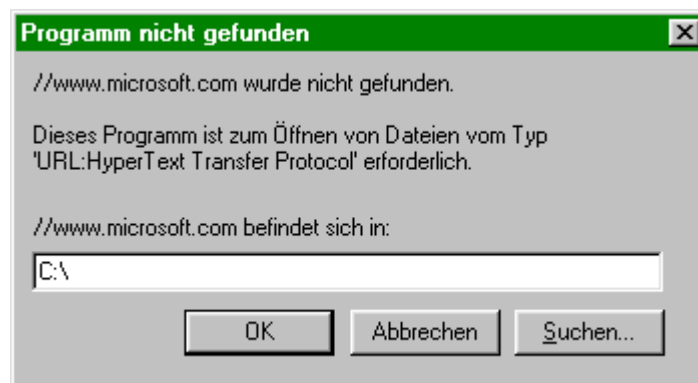 Programm nicht gefunden
//www.microsoft.com wurde nicht gefunden.
Dieses Programm ist zum Öffnen von Dateien vom Typ
'URL:HyperText Transfer Protocol' erforderlich.
//www.microsoft.com befindet sich in:
C:\
OK Abbrechen Suchen...